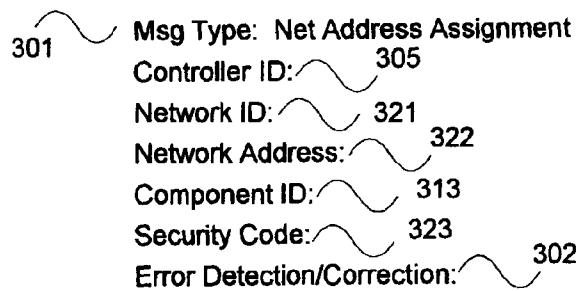 301 Msg Type: Net Address Assignment
Controller ID: 305
Network ID: 321
Network Address: 322
Component ID: 313
Security Code: 323
Error Detection/Correction: 302